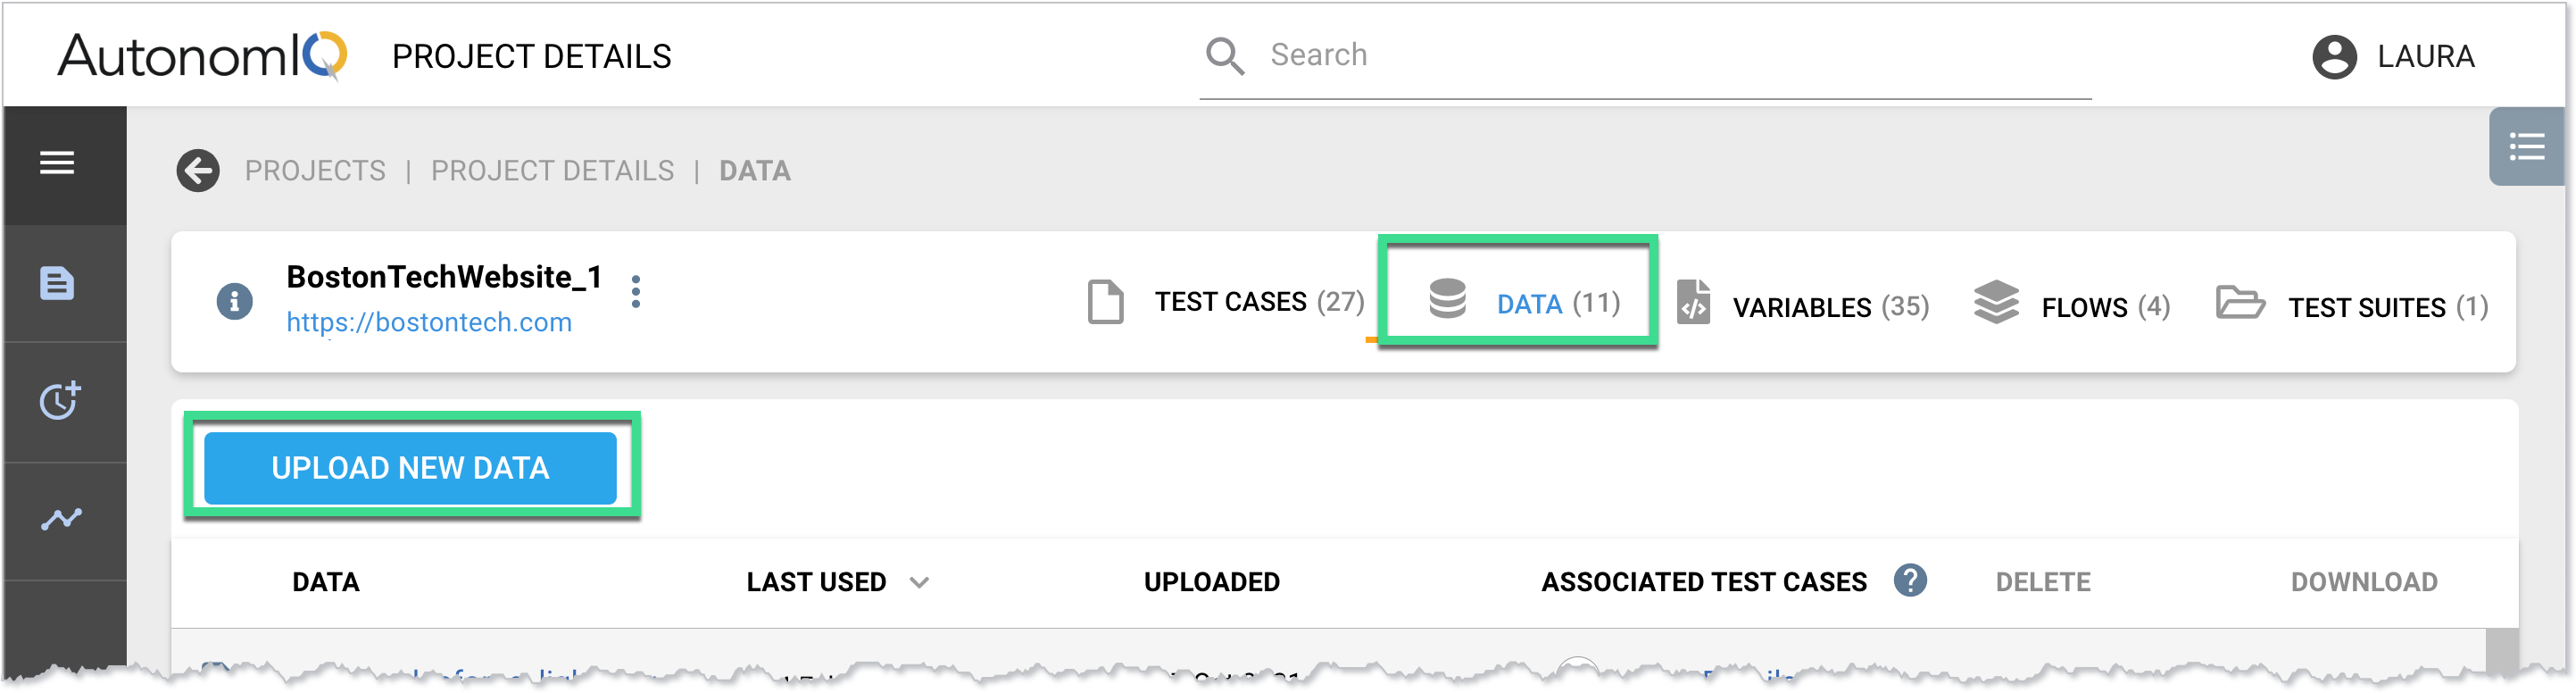 AutonomIQ PROJECT DETAILS Search LAURA
PROJECTS | PROJECT DETAILS | DATA
BostonTechWebsite_1
https://bostontech.com
TEST CASES (27) DATA (11) VARIABLES (35) FLOWS (4) TEST SUITES (1)
UPLOAD NEW DATA
DATA LAST USED UPLOADED ASSOCIATED TEST CASES ? DELETE DOWNLOAD